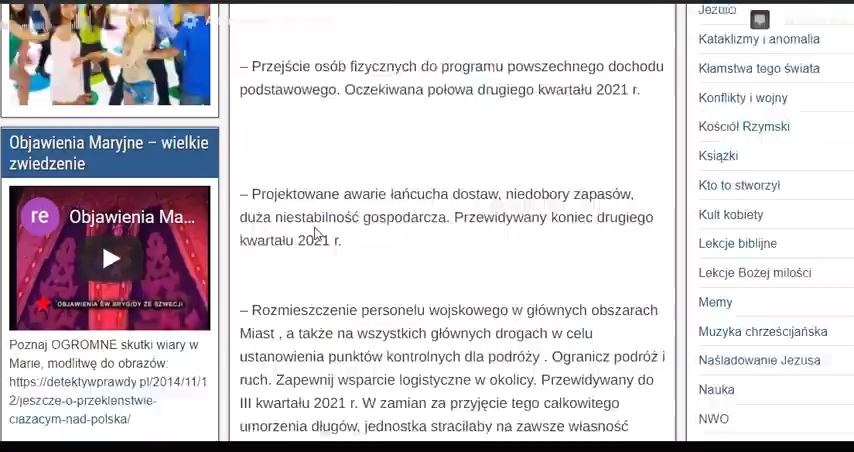 Objawienia Maryjne – wielkie
zwiedzenie
re Objawienia Ma...
OBJAWIENIA ŚW BRYGIDY ZE SZWECJI
Poznaj OGROMNE skutki wiary w
Marię, modlitwę do obrazów:
https://detektywprawdy.pl/2014/11/1
2/jeszcze-o-przeklenstwie-
ciazacym-nad-polska/
– Przejście osób fizycznych do programu powszechnego dochodu
podstawowego. Oczekiwana połowa drugiego kwartału 2021 r.
– Projektowane awarie łańcucha dostaw, niedobory zapasów,
duża niestabilność gospodarcza. Przewidywany koniec drugiego
kwartału 2021 r.
– Rozmieszczenie personelu wojskowego w głównych obszarach
Miast , a także na wszystkich głównych drogach w celu
ustanowienia punktów kontrolnych dla podróży . Ogranicz podróż i
ruch. Zapewnij wsparcie logistyczne w okolicy. Przewidywany do
III kwartału 2021 r. W zamian za przyjęcie tego całkowitego
umorzenia długów, jednostka straciłaby na zawsze własność
Jezuici
Kataklizmy i anomalia
Kłamstwa tego świata
Konflikty i wojny
Kościół Rzymski
Książki
Kto to stworzył
Kult kobiety
Lekcje biblijne
Lekcje Bożej miłości
Memy
Muzyka chrześcijańska
Naśladowanie Jezusa
Nauka
NWO